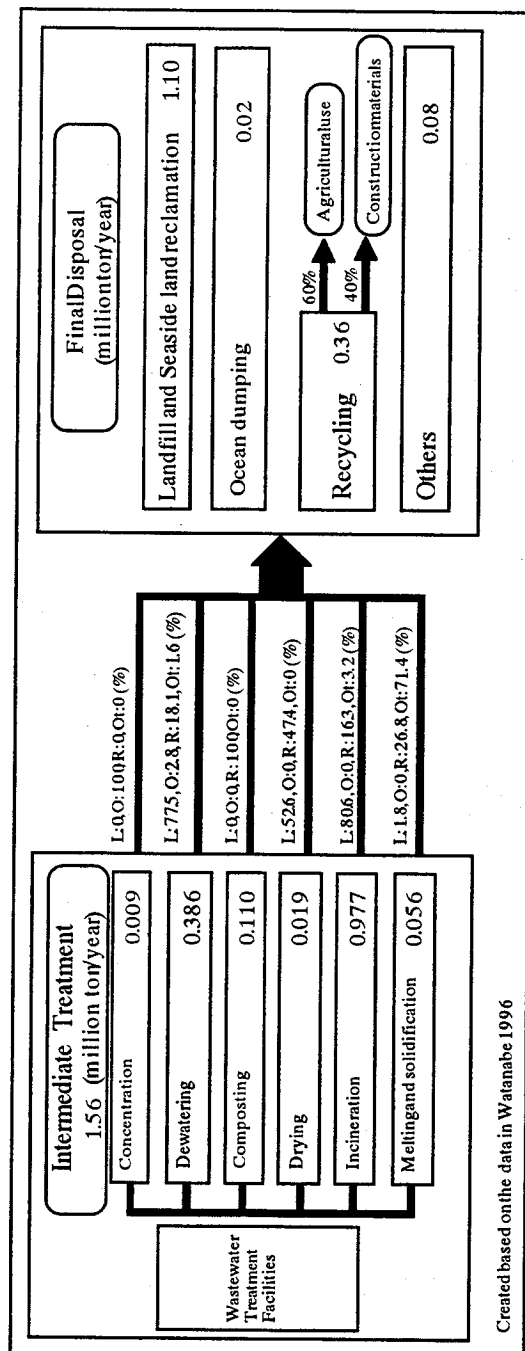 Intermediate Treatment
1.56 (million ton/year)
Wastewater
Treatment
Facilities
Concentration 0.009
Dewatering 0.386
Composting 0.110
Drying 0.019
Incineration 0.977
Meltingand solidification 0.056
L:0,O:100,R:0,Ot:0 (%)
L:77.5,O:2.8,R:18.1,Ot:1.6 (%)
L:0,O:0,R:100,Ot:0 (%)
L:52.6,O:0,R:47.4,Ot:0 (%)
L:80.6,O:0,R:16.3,Ot:3.2 (%)
L:1.8,O:0,R:26.8,Ot:71.4 (%)
FinalDisposal
(millionton/year)
Landfill and Seaside land reclamation 1.10
Ocean dumping 0.02
Recycling 0.36
60%
Agriculturaluse
40%
Constructionmaterials
Others 0.08
Created based on the data in Watanabe 1996